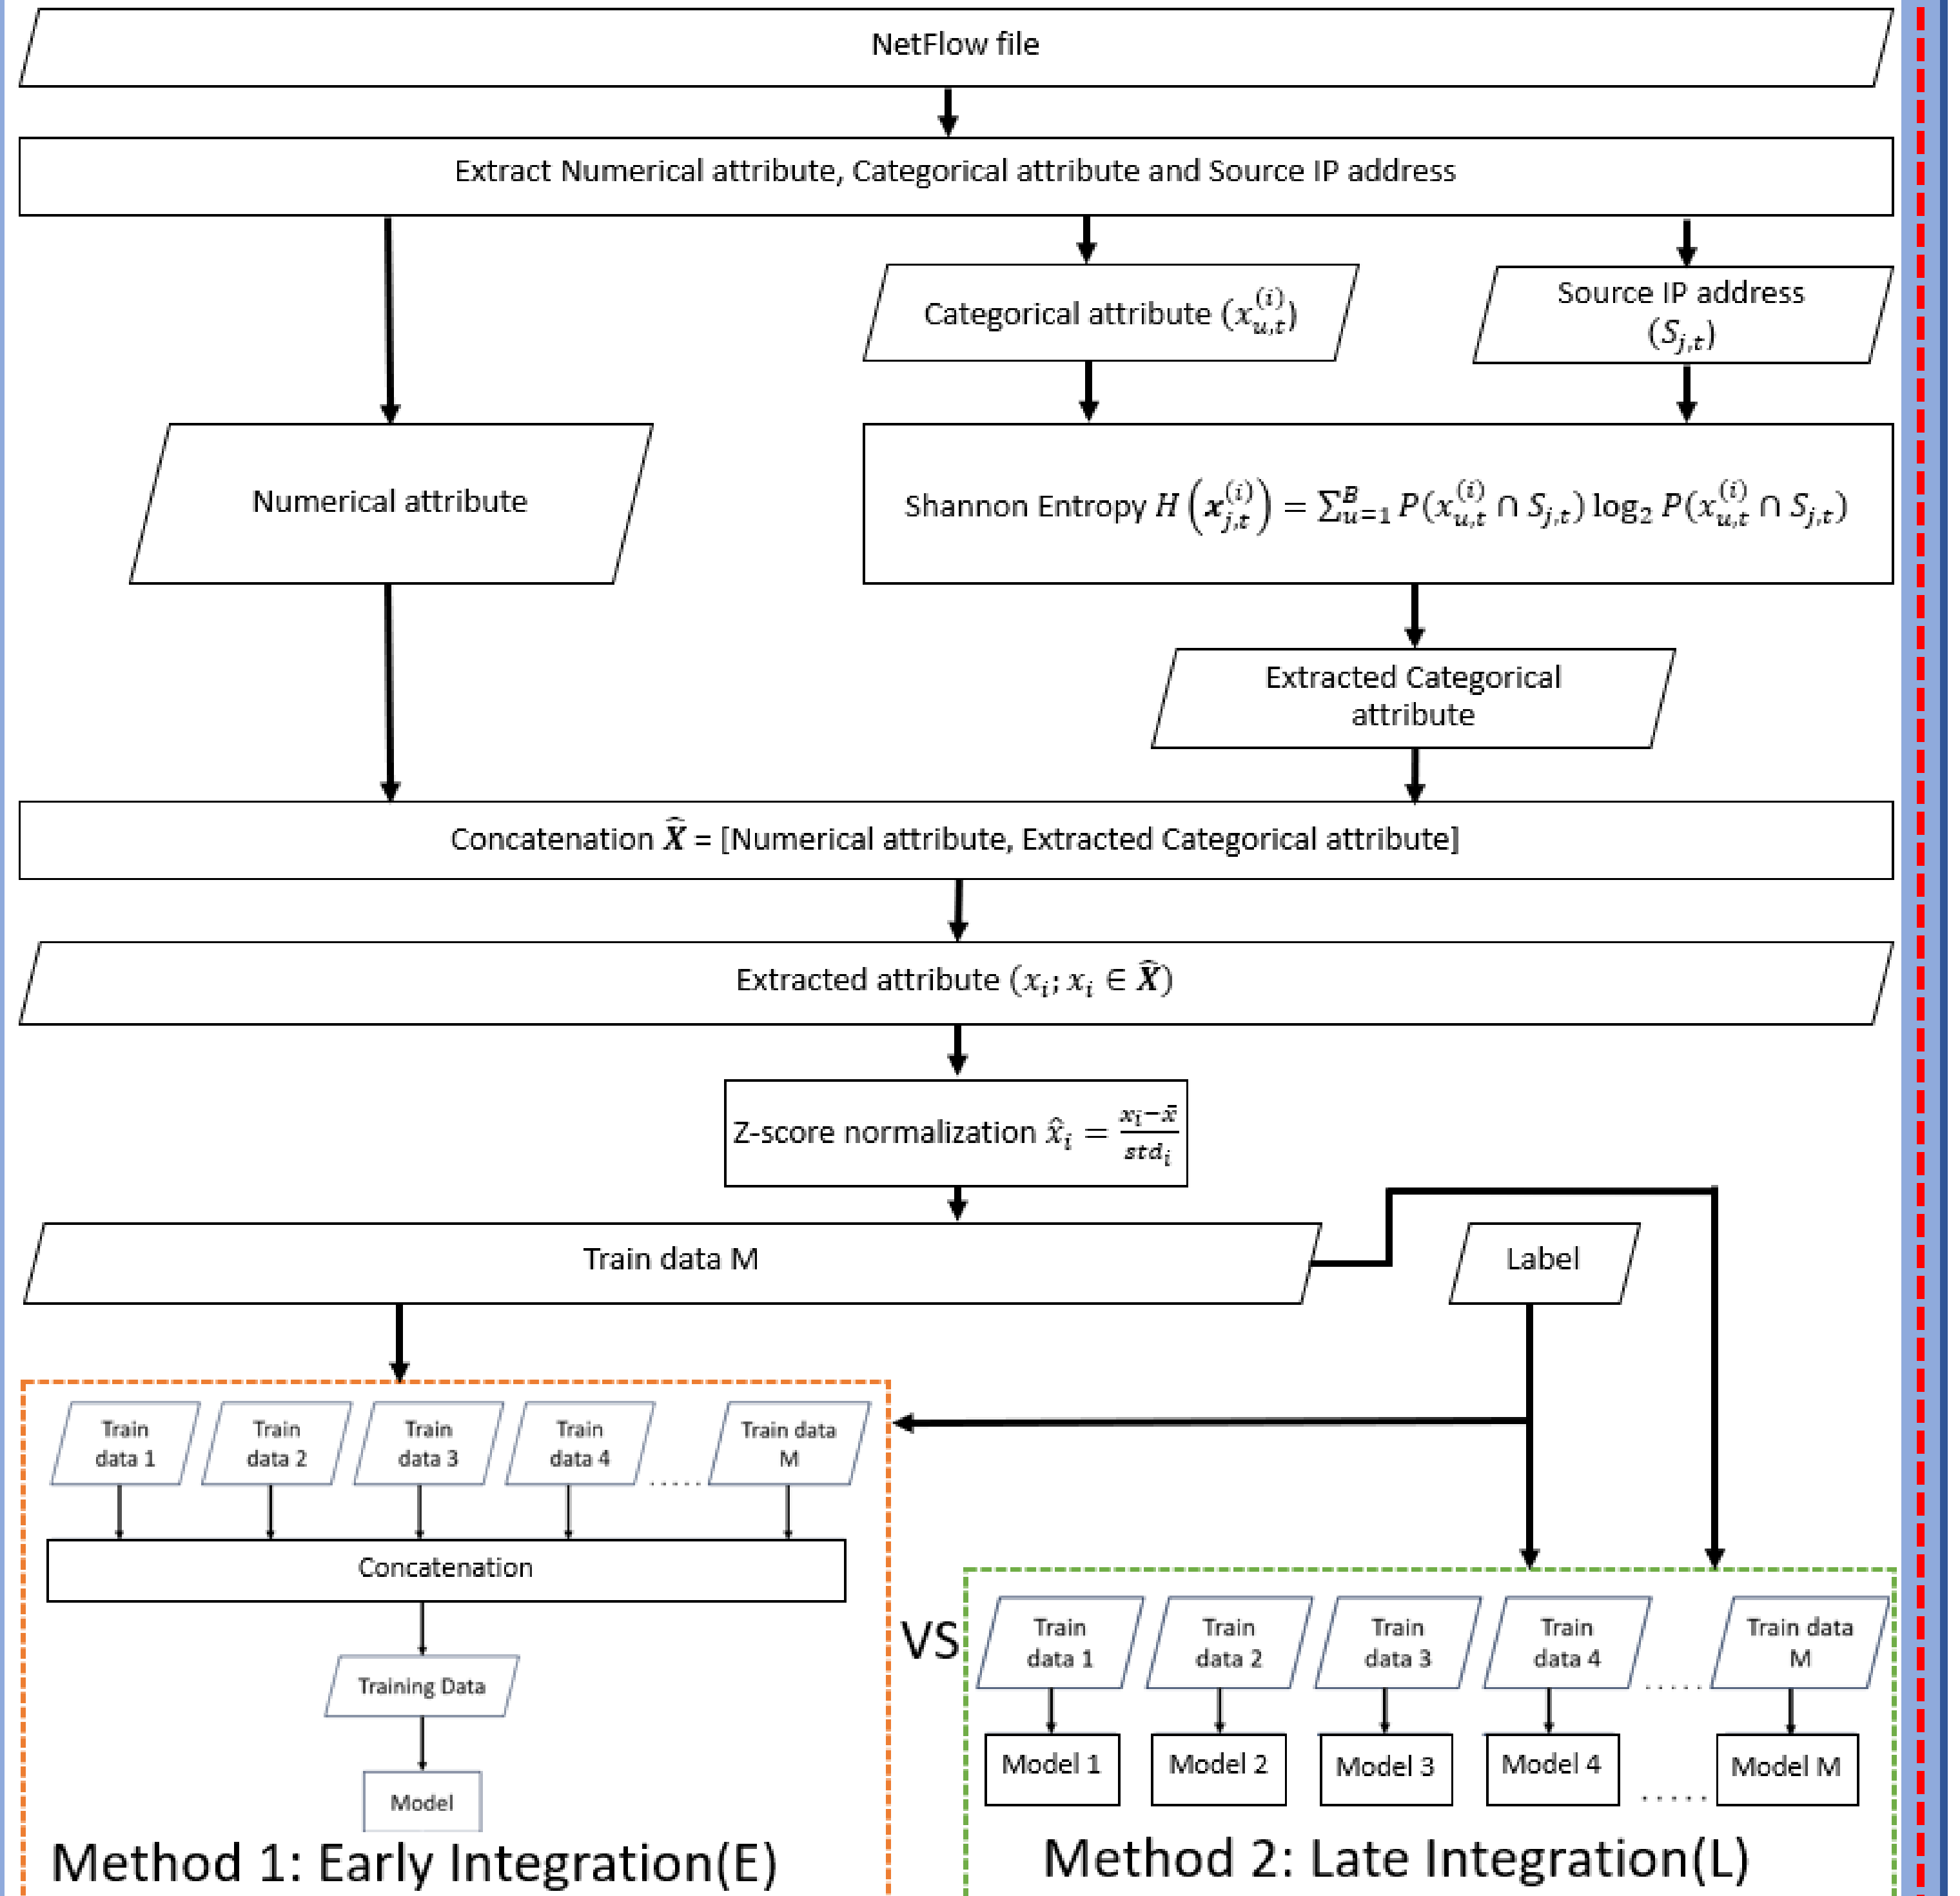 NetFlow file
Extract Numerical attribute, Categorical attribute and Source IP address
Categorical attribute (x_{u,t}^{(i)})
Source IP address
(S_{j,t})
Numerical attribute
Shannon Entropy H(x_{j,t}^{(i)}) = ∑_{u=1}^{B} P(x_{u,t}^{(i)} ∩ S_{j,t}) log_2 P(x_{u,t}^{(i)} ∩ S_{j,t})
Extracted Categorical
attribute
Concatenation X̂ = [Numerical attribute, Extracted Categorical attribute]
Extracted attribute (x_i; x_i ∈ X̂)
Z-score normalization x̂_i = \frac{x_i − x̄}{std_i}
Train data M
Label
Train
data 1
Train
data 2
Train
data 3
Train
data 4
......
Train data
M
Concatenation
Training Data
Model
Method 1: Early Integration(E)
VS
Train
data 1
Train
data 2
Train
data 3
Train
data 4
.....
Train data
M
Model 1
Model 2
Model 3
Model 4
.....
Model M
Method 2: Late Integration(L)